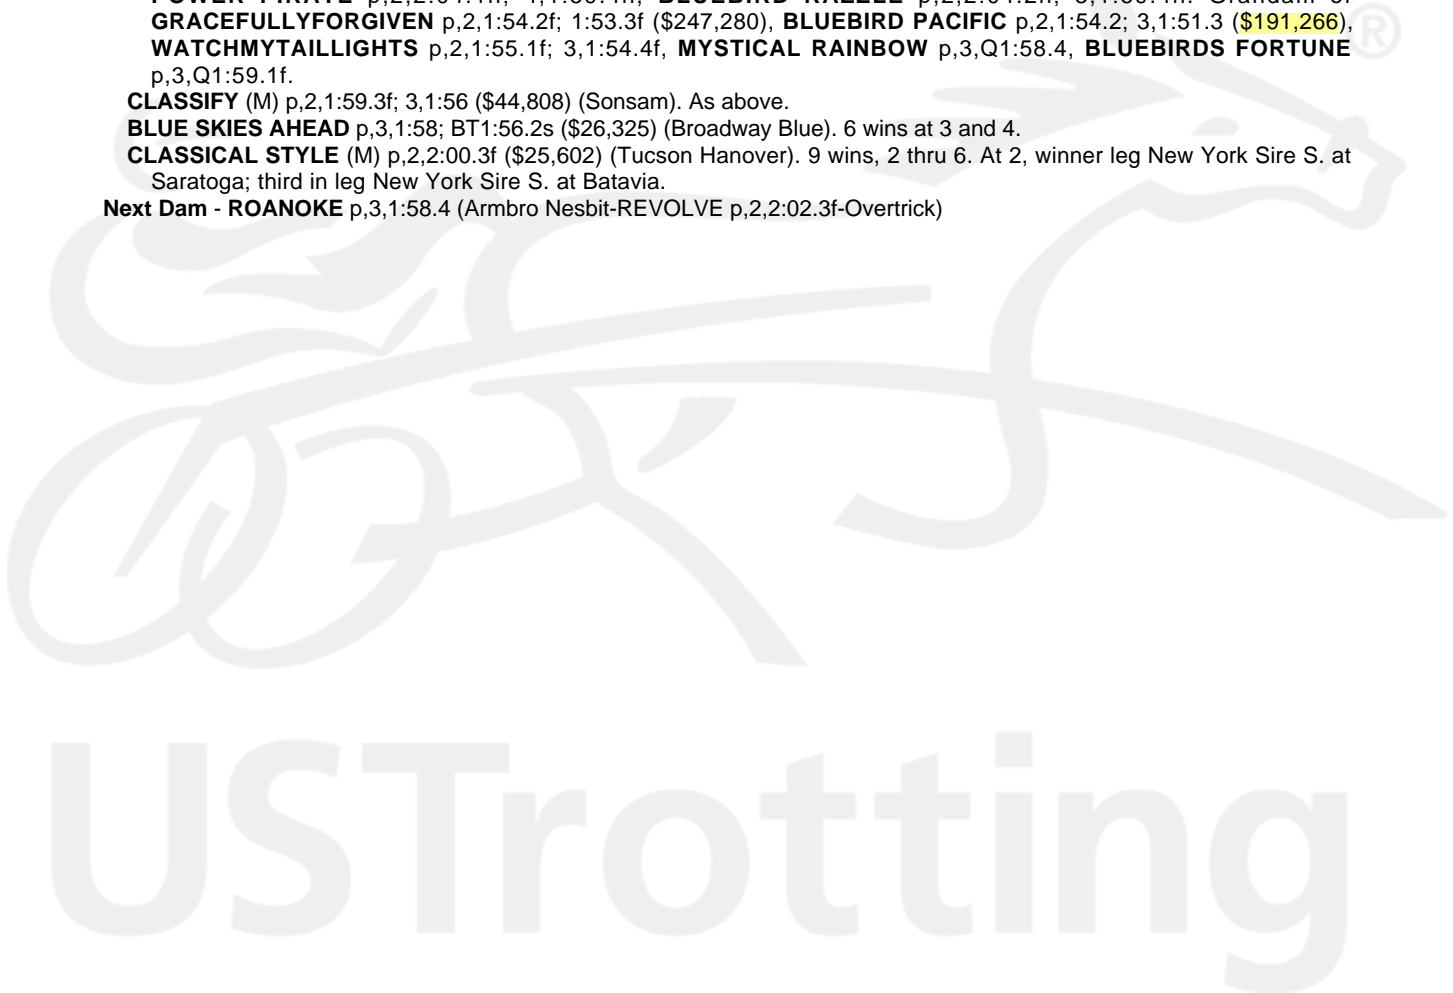 GRACEFULLYFORGIVEN p,2,1:54.2f; 1:53.3f ($247,280), BLUEBIRD PACIFIC p,2,1:54.2; 3,1:51.3 ($191,266),
WATCHMYTAILLIGHTS p,2,1:55.1f; 3,1:54.4f, MYSTICAL RAINBOW p,3,Q1:58.4, BLUEBIRDS FORTUNE
p,3,Q1:59.1f.
CLASSIFY (M) p,2,1:59.3f; 3,1:56 ($44,808) (Sonsam). As above.
BLUE SKIES AHEAD p,3,1:58; BT1:56.2s ($26,325) (Broadway Blue). 6 wins at 3 and 4.
CLASSICAL STYLE (M) p,2,2:00.3f ($25,602) (Tucson Hanover). 9 wins, 2 thru 6. At 2, winner leg New York Sire S. at
Saratoga; third in leg New York Sire S. at Batavia.
Next Dam - ROANOKE p,3,1:58.4 (Armbro Nesbit-REVOLVE p,2,2:02.3f-Overtrick)
®
USTrotting